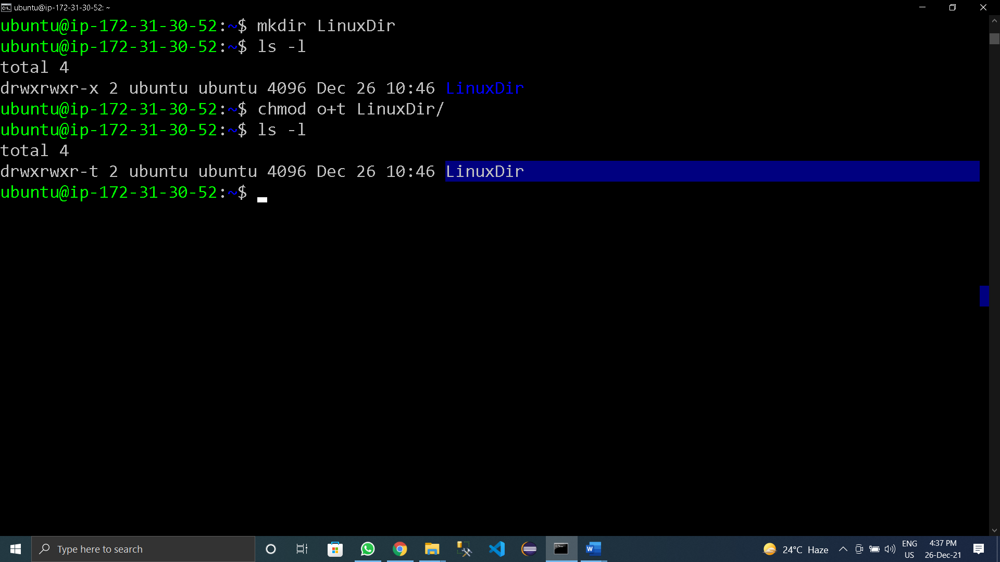 ubuntu@ip-172-31-30-52: ~
ubuntu@ip-172-31-30-52:~$ mkdir LinuxDir
ubuntu@ip-172-31-30-52:~$ ls -l
total 4
drwxrwxr-x 2 ubuntu ubuntu 4096 Dec 26 10:46 LinuxDir
ubuntu@ip-172-31-30-52:~$ chmod o+t LinuxDir/
ubuntu@ip-172-31-30-52:~$ ls -l
total 4
drwxrwxr-t 2 ubuntu ubuntu 4096 Dec 26 10:46 LinuxDir
ubuntu@ip-172-31-30-52:~$
Type here to search
24°C Haze
ENG
US
4:37 PM
26-Dec-21